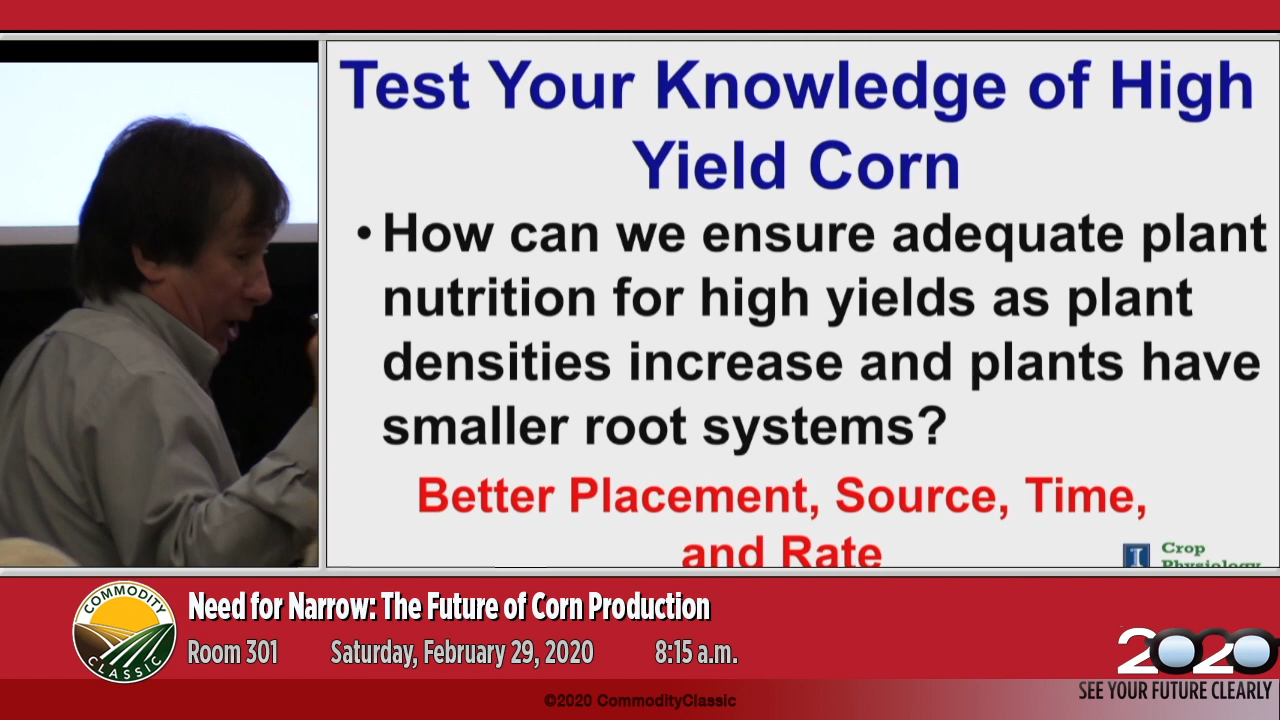 Test Your Knowledge of High
Yield Corn
• How can we ensure adequate plant
nutrition for high yields as plant
densities increase and plants have
smaller root systems?
Better Placement, Source, Time,
and Rate
I
Crop
Physiology
COMMODITY
CLASSIC
Need for Narrow: The Future of Corn Production
Room 301 Saturday, February 29, 2020 8:15 a.m.
2020
SEE YOUR FUTURE CLEARLY
©2020 CommodityClassic